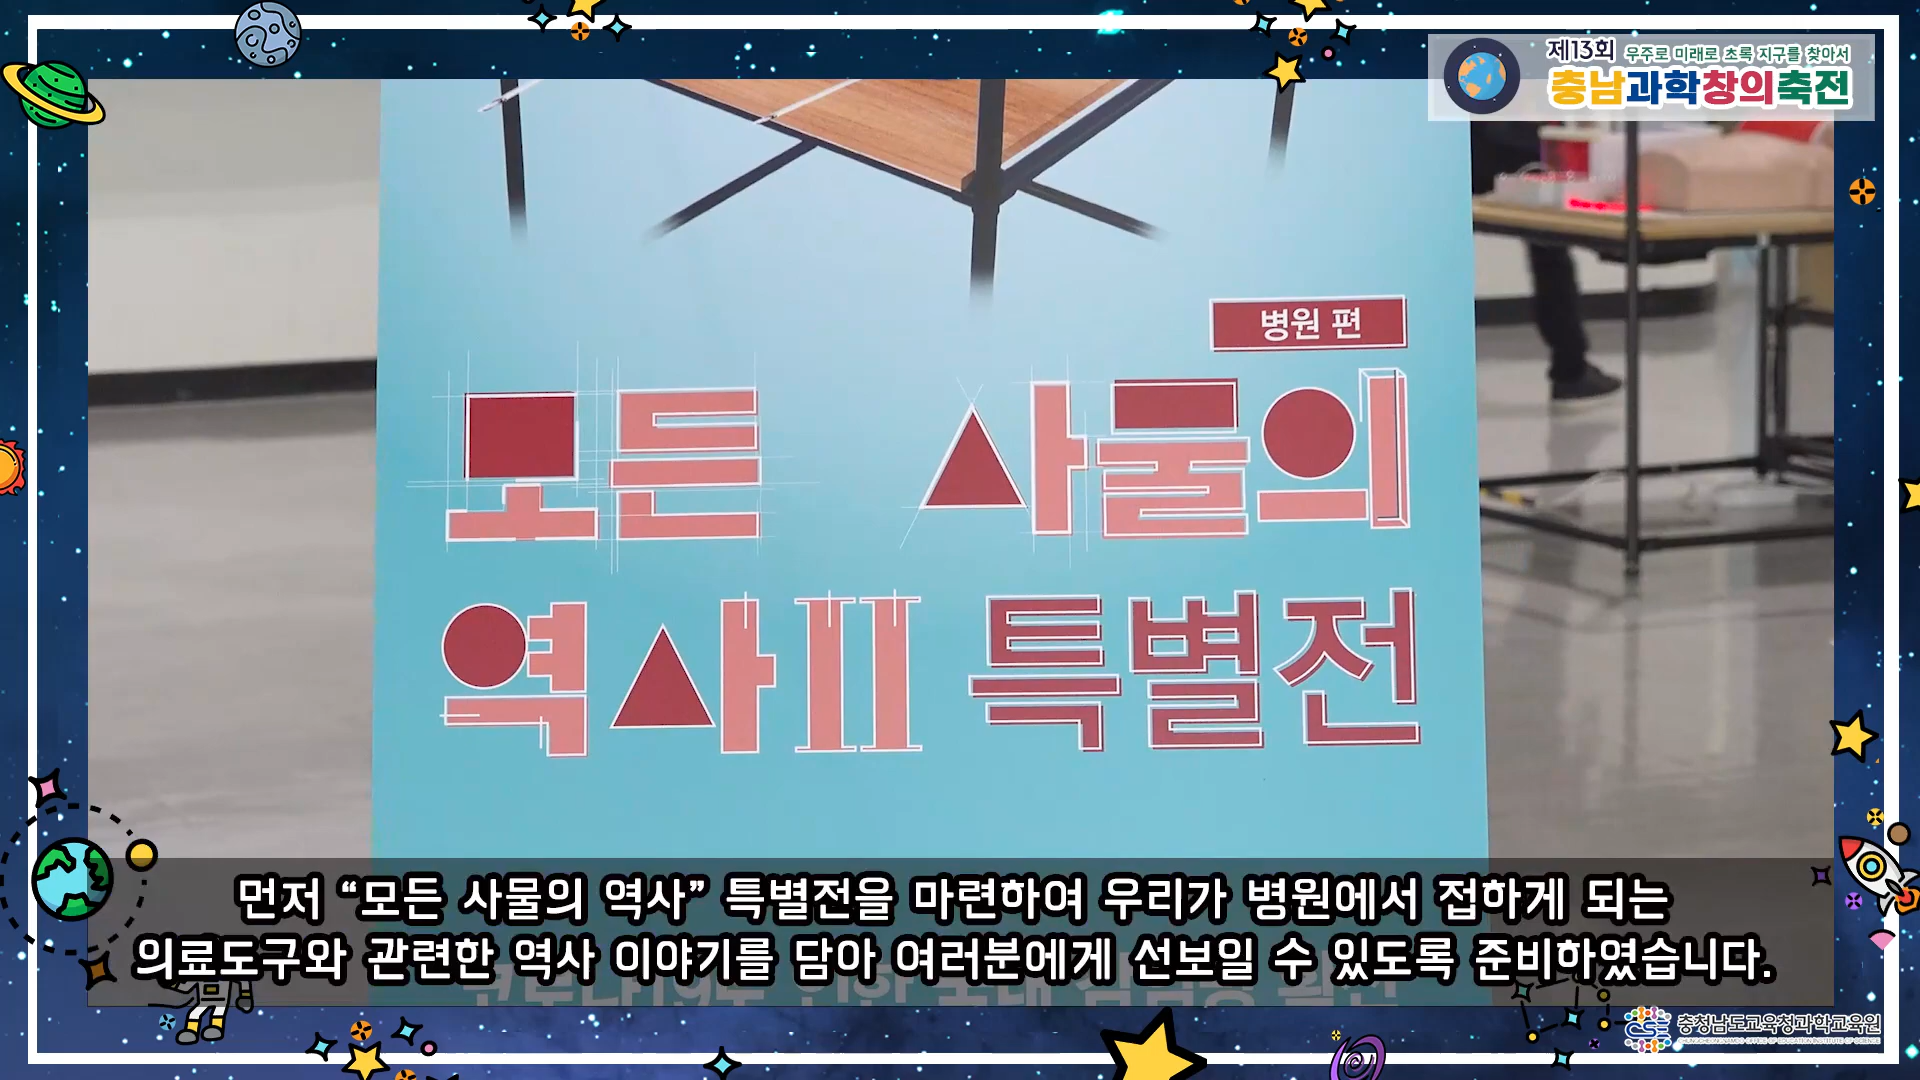 제13회 우주로 미래로 초록 지구를 찾아서
충남과학창의축전
병원 편
모든 사물의
역사II 특별전
먼저 “모든 사물의 역사” 특별전을 마련하여 우리가 병원에서 접하게 되는
의료도구와 관련한 역사 이야기를 담아 여러분에게 선보일 수 있도록 준비하였습니다.
CSE 충청남도교육청과학교육원